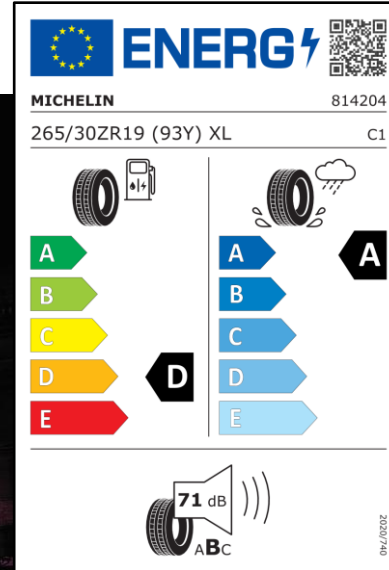 ENERG
MICHELIN 814204
265/30ZR19 (93Y) XL C1
A A A
B B
C C
D D D
E E
71 dB
ABC
2020/740